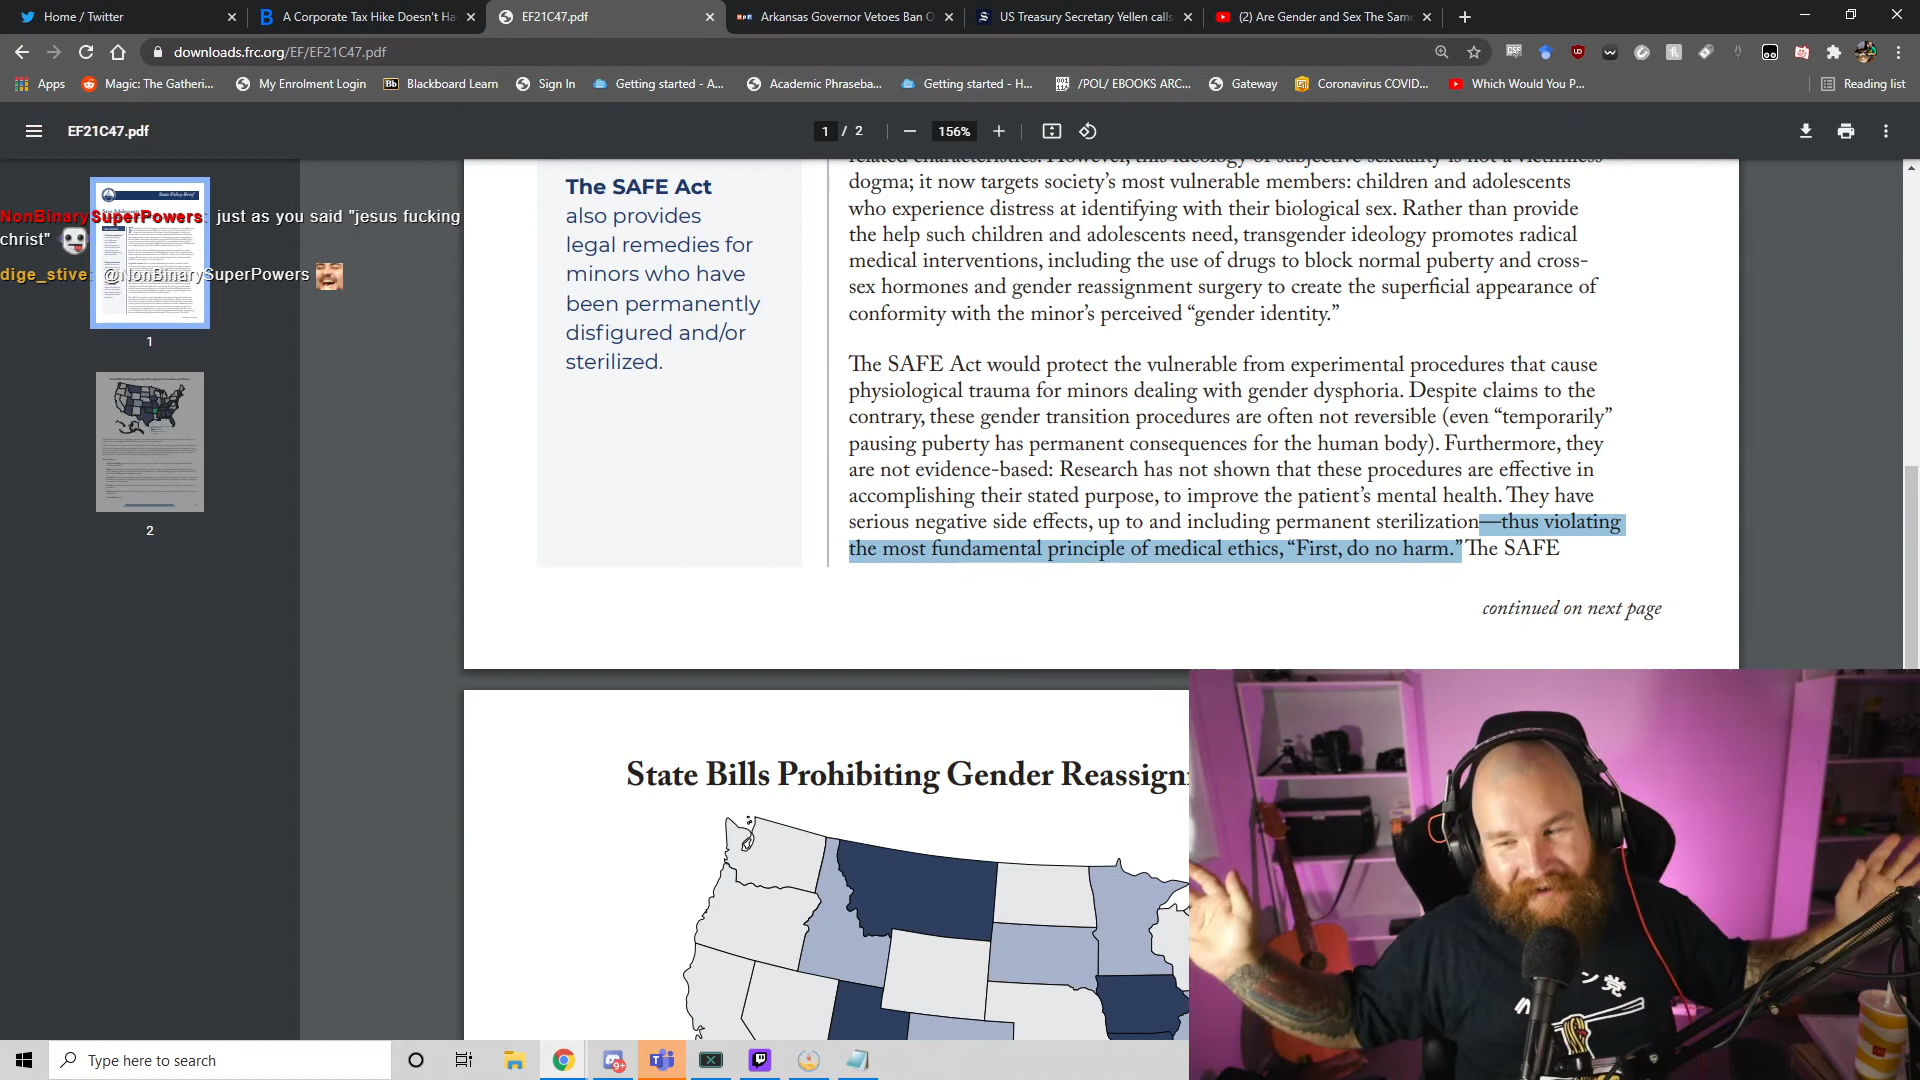 Home / Twitter
A Corporate Tax Hike Doesn't Ha
EF21C47.pdf
Arkansas Governor Vetoes Ban O
US Treasury Secretary Yellen calls
(2) Are Gender and Sex The Same
downloads.frc.org/EF/EF21C47.pdf
Apps
Magic: The Gatheri...
My Enrolment Login
Bb
Blackboard Learn
Sign In
Getting started - A...
Academic Phraseba...
Getting started - H...
/POL/ EBOOKS ARC...
Gateway
Coronavirus COVID...
Which Would You P...
Reading list
EF21C47.pdf
1 / 2
156%
NonBinarySuperPowers: just as you said "jesus fucking
christ"
dige_stive: @NonBinarySuperPowers
1
2
The SAFE Act
also provides
legal remedies for
minors who have
been permanently
disfigured and/or
sterilized.
related characteristics. However, this ideology of subjective sexuality is not a victimless
dogma; it now targets society’s most vulnerable members: children and adolescents
who experience distress at identifying with their biological sex. Rather than provide
the help such children and adolescents need, transgender ideology promotes radical
medical interventions, including the use of drugs to block normal puberty and cross-
sex hormones and gender reassignment surgery to create the superficial appearance of
conformity with the minor’s perceived “gender identity.”
The SAFE Act would protect the vulnerable from experimental procedures that cause
physiological trauma for minors dealing with gender dysphoria. Despite claims to the
contrary, these gender transition procedures are often not reversible (even “temporarily”
pausing puberty has permanent consequences for the human body). Furthermore, they
are not evidence-based: Research has not shown that these procedures are effective in
accomplishing their stated purpose, to improve the patient’s mental health. They have
serious negative side effects, up to and including permanent sterilization—thus violating
the most fundamental principle of medical ethics, “First, do no harm.” The SAFE
continued on next page
State Bills Prohibiting Gender Reassign
Type here to search